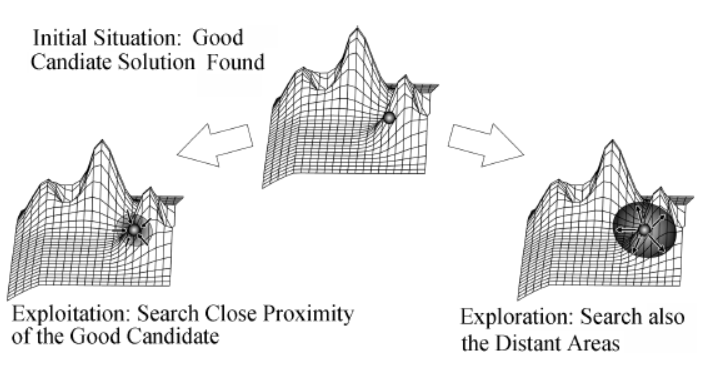 Initial Situation: Good
Candiate Solution Found
Exploitation: Search Close Proximity
of the Good Candidate
Exploration: Search also
the Distant Areas